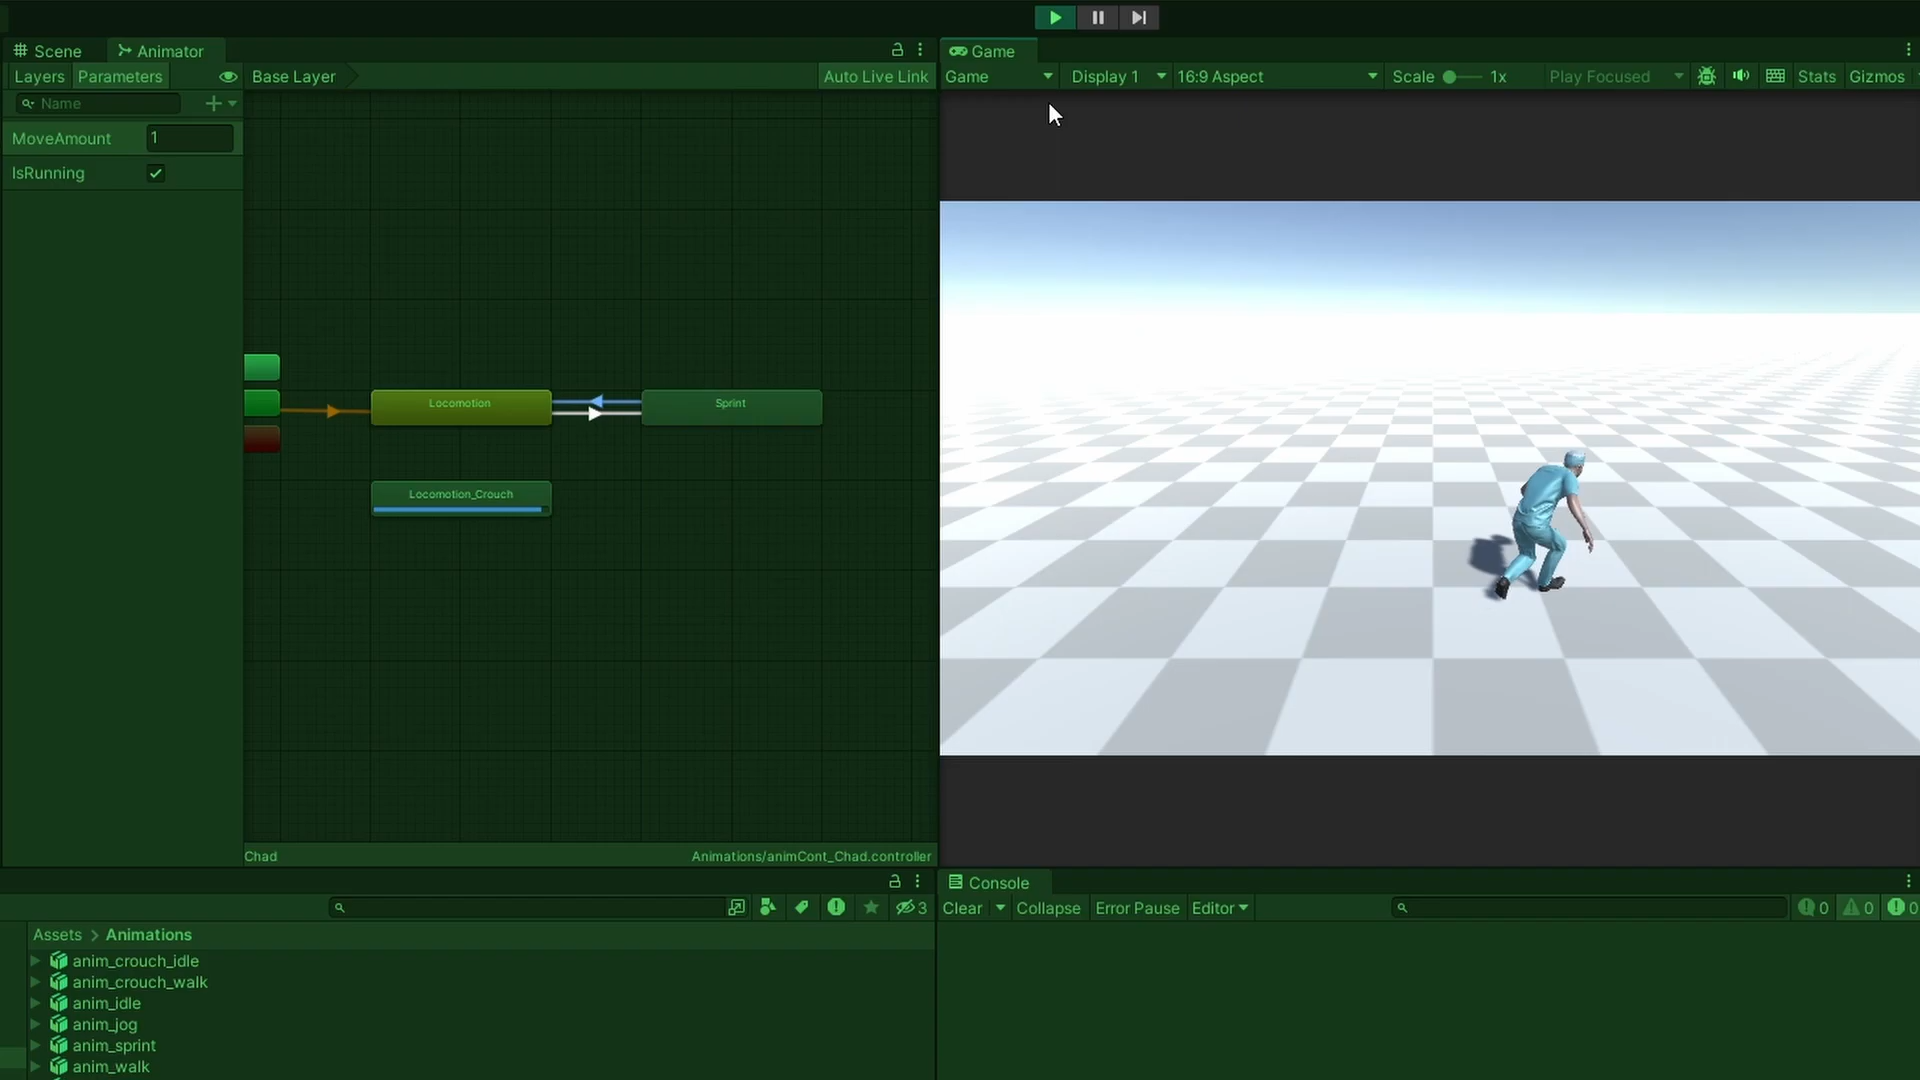 Scene
Animator
Layers
Parameters
Base Layer
Auto Live Link
Name
MoveAmount
1
IsRunning
Locomotion
Sprint
Locomotion_Crouch
Chad
Animations/animCont_Chad.controller
Game
Game
Display 1
16:9 Aspect
Scale
1x
Play Focused
Stats
Gizmos
3
Assets > Animations
anim_crouch_idle
anim_crouch_walk
anim_idle
anim_jog
anim_sprint
anim_walk
Console
Clear
Collapse
Error Pause
Editor
0
0
0